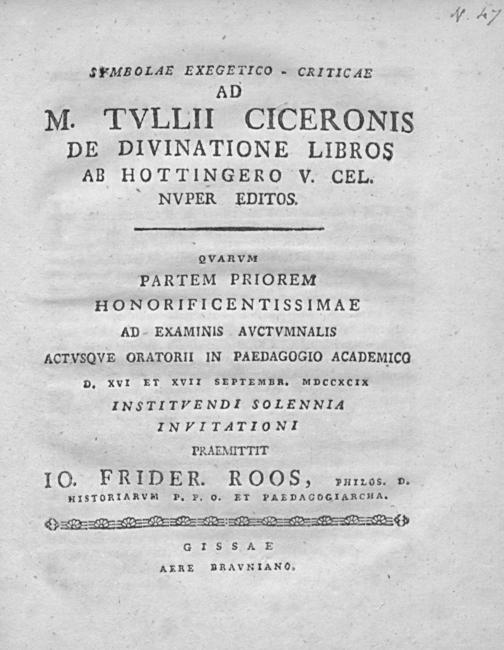 N. 47
SYMBOLAE EXEGETICO - CRITICAE
AD
M. TVLLII CICERONIS
DE DIVINATIONE LIBROS
AB HOTTINGERO V. CEL.
NVPER EDITOS.
QVARVM
PARTEM PRIOREM
HONORIFICENTISSIMAE
AD EXAMINIS AVCTVMNALIS
ACTVSQVE ORATORII IN PAEDAGOGIO ACADEMICO
D. XVI ET XVII SEPTEMBR. MDCCXCIX
INSTITVENDI SOLENNIA
INVITATIONI
PRAEMITTIT
IO. FRIDER. ROOS, PHILOS. D.
HISTORIARVM P. P. O. ET PAEDAGOGIARCHA.
GISSAE
AERE BRAVNIANO.